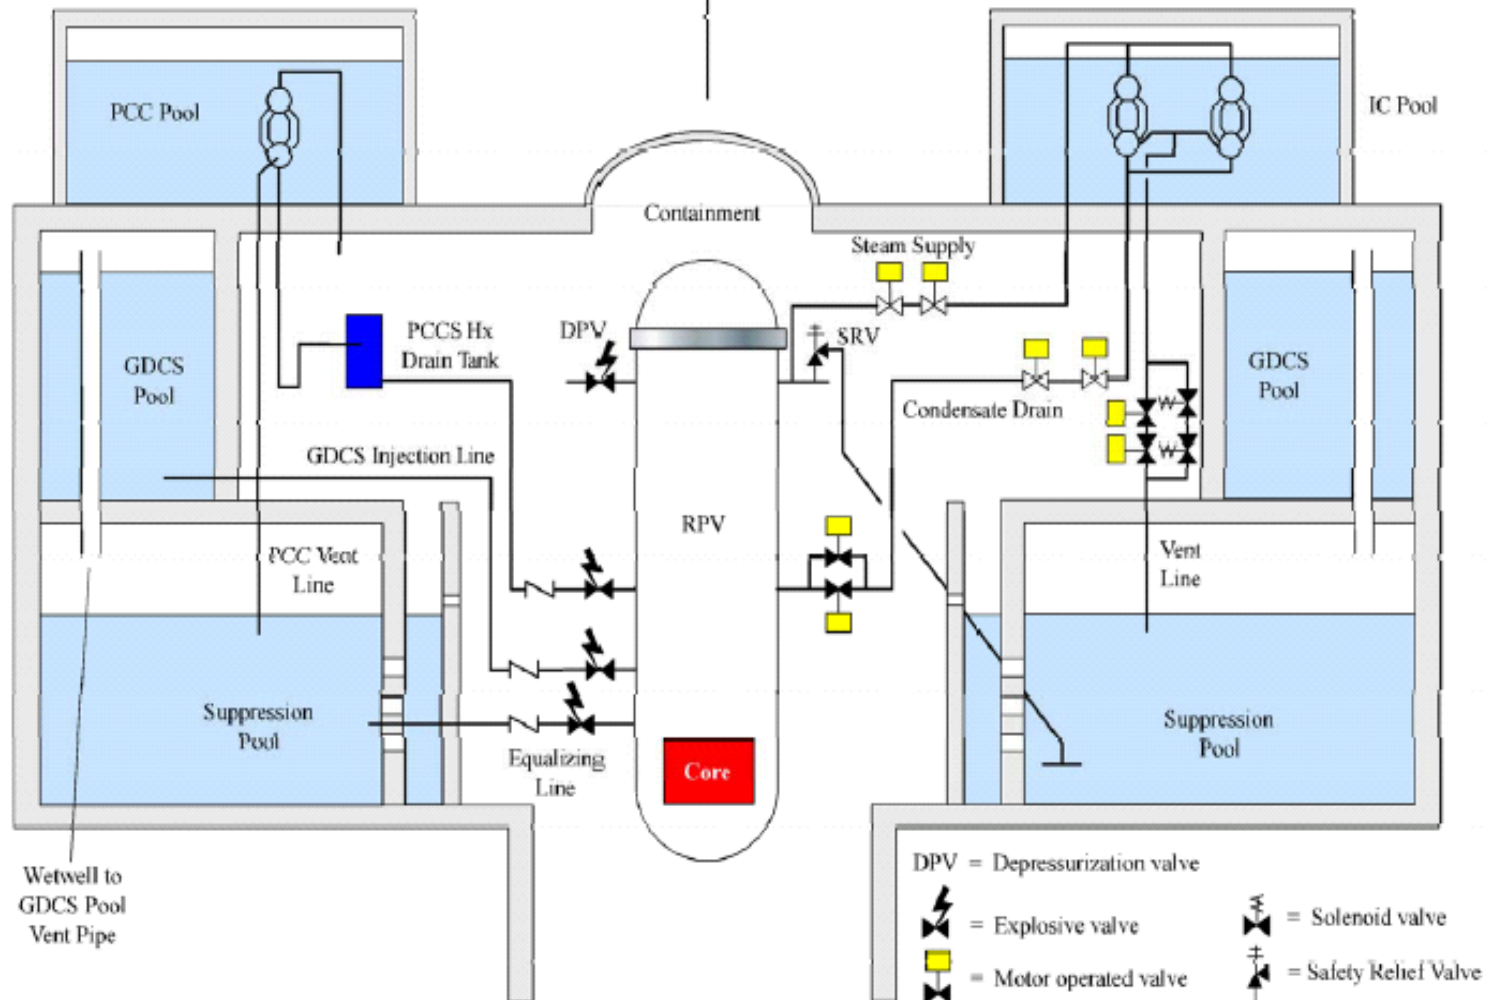 PCC Pool
IC Pool
Containment
Steam Supply
DPV
SRV
PCCS Hx
Drain Tank
GDCS
Pool
GDCS
Pool
Condensate Drain
GDCS Injection Line
RPV
PCC Vent
Line
Vent
Line
Suppression
Pool
Suppression
Pool
Equalizing
Line
Core
Wetwell to
GDCS Pool
Vent Pipe
DPV = Depressurization valve
= Explosive valve
= Solenoid valve
= Motor operated valve
= Safety Relief Valve